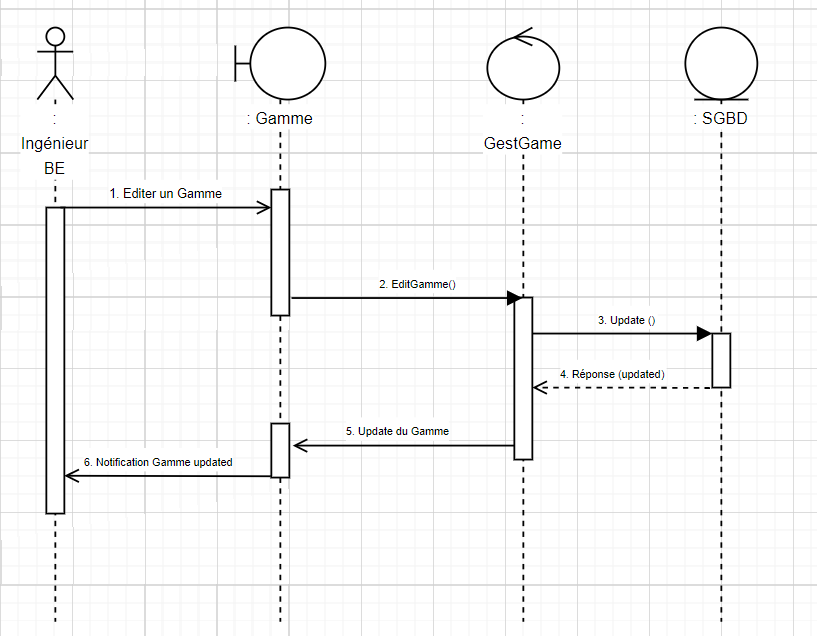 :
Ingénieur
BE
: Gamme
:
GestGame
: SGBD
1. Editer un Gamme
2. EditGamme()
3. Update ()
4. Réponse (updated)
5. Update du Gamme
6. Notification Gamme updated